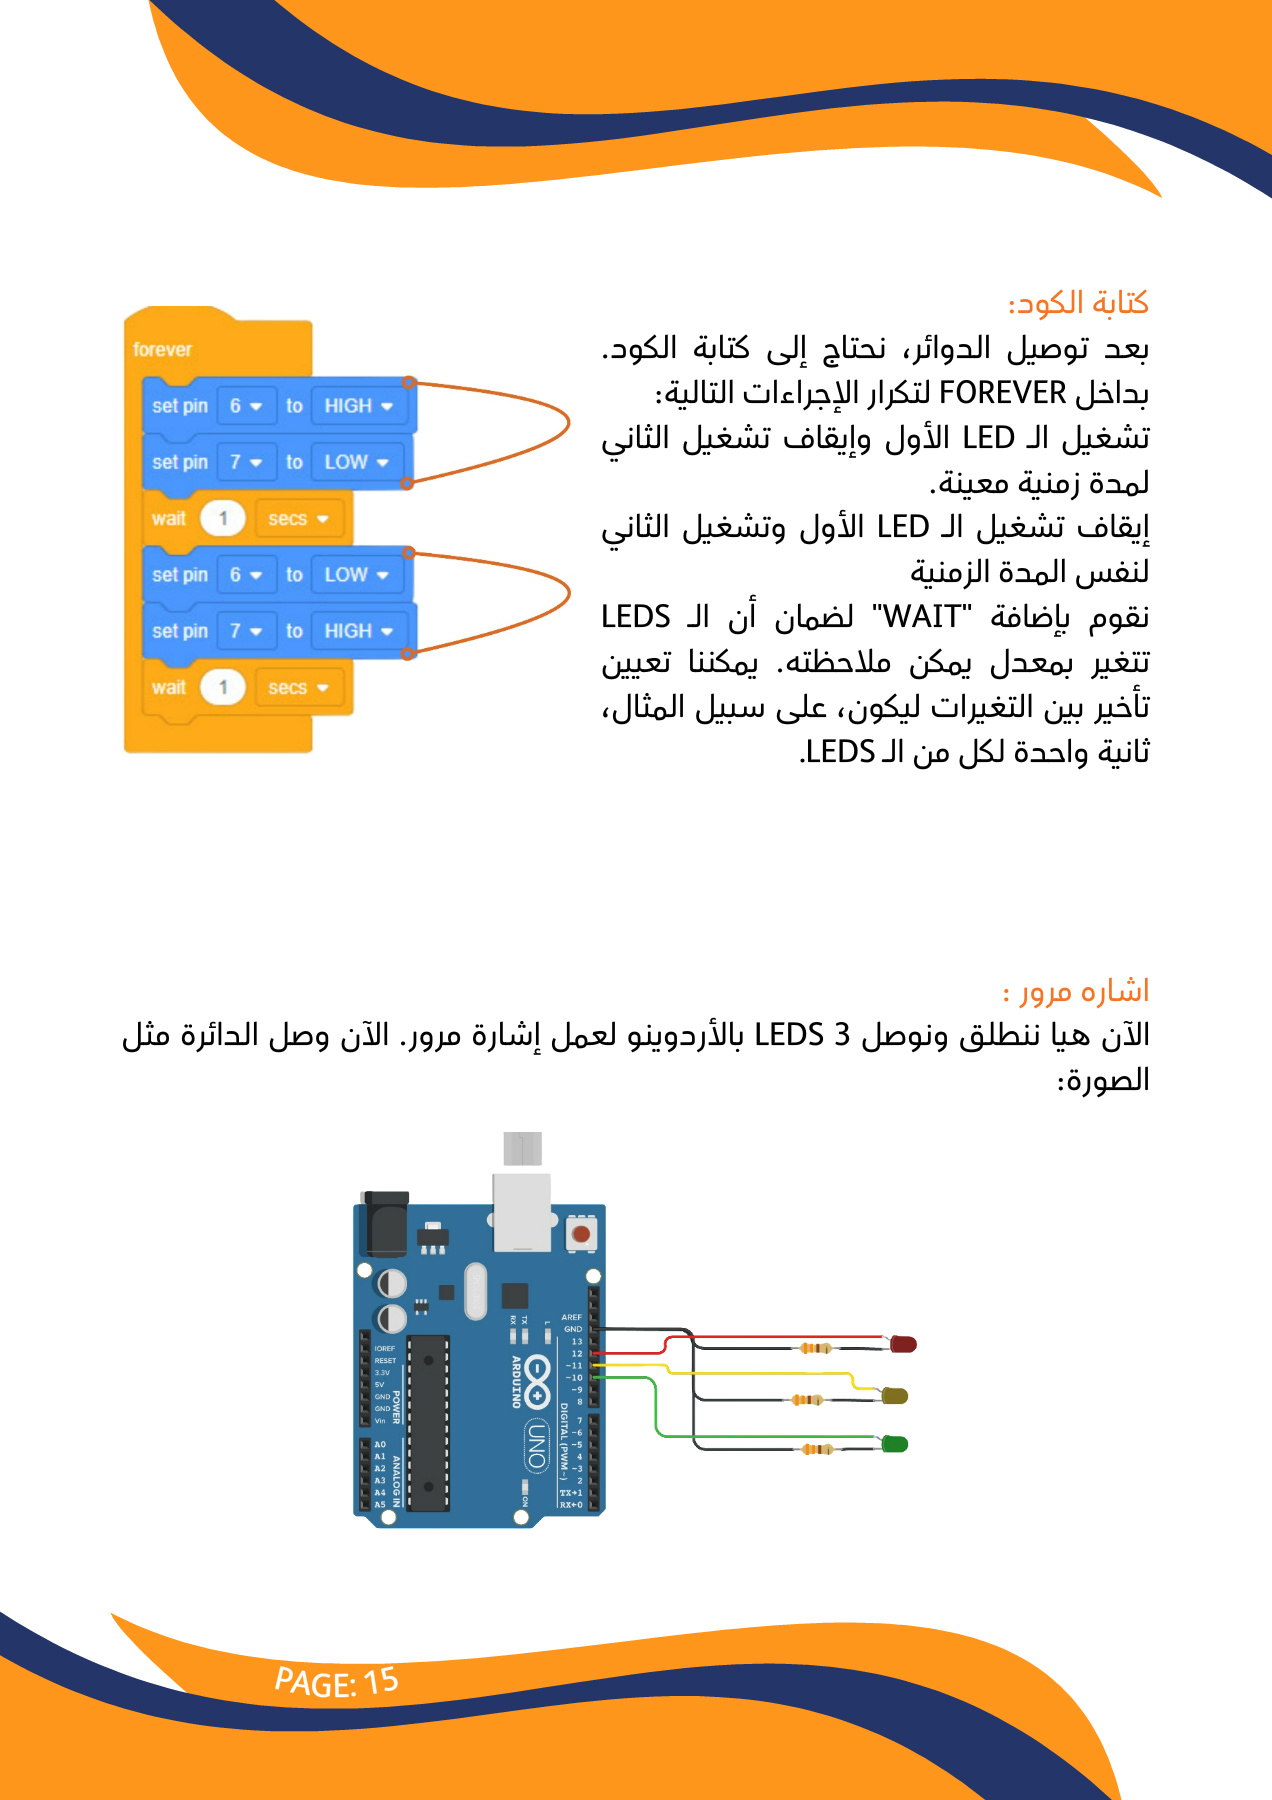 كتابة الكود:
بعد توصيل الدوائر، نحتاج إلى كتابة الكود.
بداخل FOREVER لتكرار الإجراءات التالية:
تشغيل الـ LED الأول وإيقاف تشغيل الثاني
لمدة زمنية معينة.
إيقاف تشغيل الـ LED الأول وتشغيل الثاني
لنفس المدة الزمنية
نقوم بإضافة "WAIT" لضمان أن الـ LEDS
تتغير بمعدل يمكن ملاحظته. يمكننا تعيين
تأخير بين التغيرات ليكون، على سبيل المثال،
ثانية واحدة لكل من الـ LEDS.
forever
set pin 6 to HIGH
set pin 7 to LOW
wait 1 secs
set pin 6 to LOW
set pin 7 to HIGH
wait 1 secs
اشاره مرور :
الآن هيا ننطلق ونوصل 3 LEDS بالأردوينو لعمل إشارة مرور. الآن وصل الدائرة مثل
الصورة:
AREF
GND
13
12
~11
~10
~9
8
7
~6
~5
4
~3
2
TX→1
RX←0
DIGITAL (PWM~)
L
TX
RX
ARDUINO
UNO
ON
IOREF
RESET
3.3V
5V
GND
GND
Vin
POWER
A0
A1
A2
A3
A4
A5
ANALOG IN
PAGE: 15